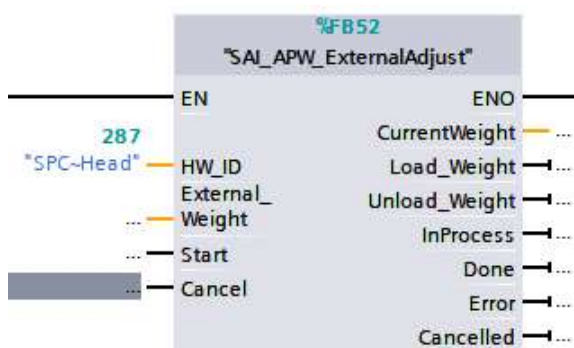 %FB52
"SAI_APW_ExternalAdjust"
EN ENO
CurrentWeight ...
287
"SPC~Head" HW_ID Load_Weight ...
External_
... Weight Unload_Weight ...
InProcess ...
... Start
Done ...
... Cancel
Error ...
Cancelled ...